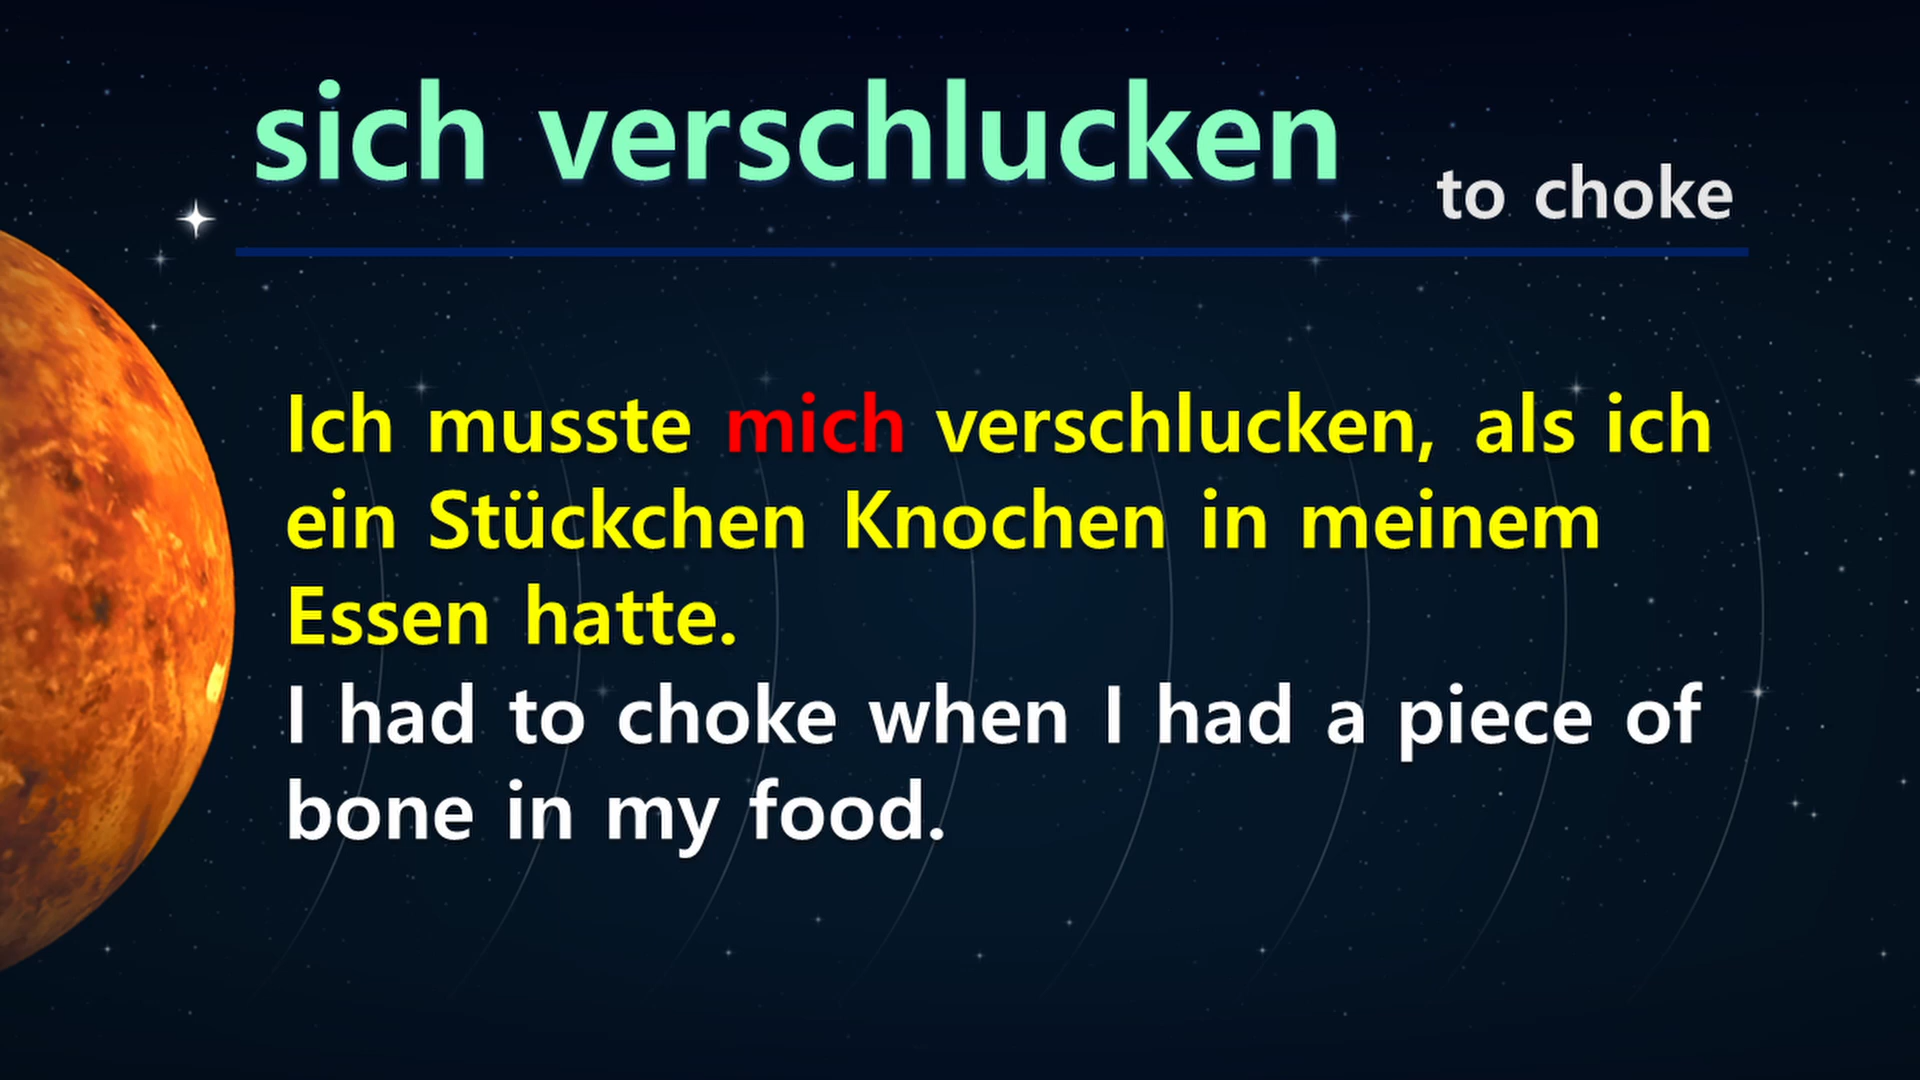 sich verschlucken
to choke
Ich musste mich verschlucken, als ich
ein Stückchen Knochen in meinem
Essen hatte.
I had to choke when I had a piece of
bone in my food.